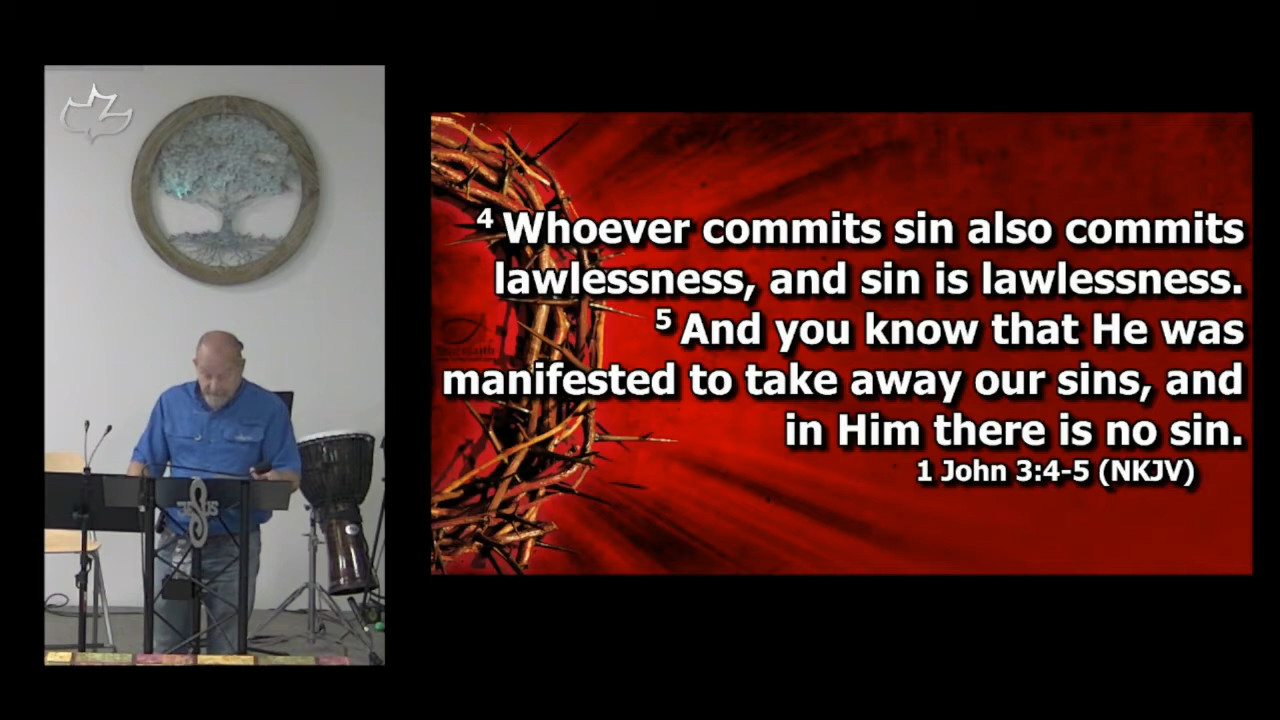 ⁴ Whoever commits sin also commits
lawlessness, and sin is lawlessness.
⁵ And you know that He was
manifested to take away our sins, and
in Him there is no sin.
1 John 3:4-5 (NKJV)
JESUS